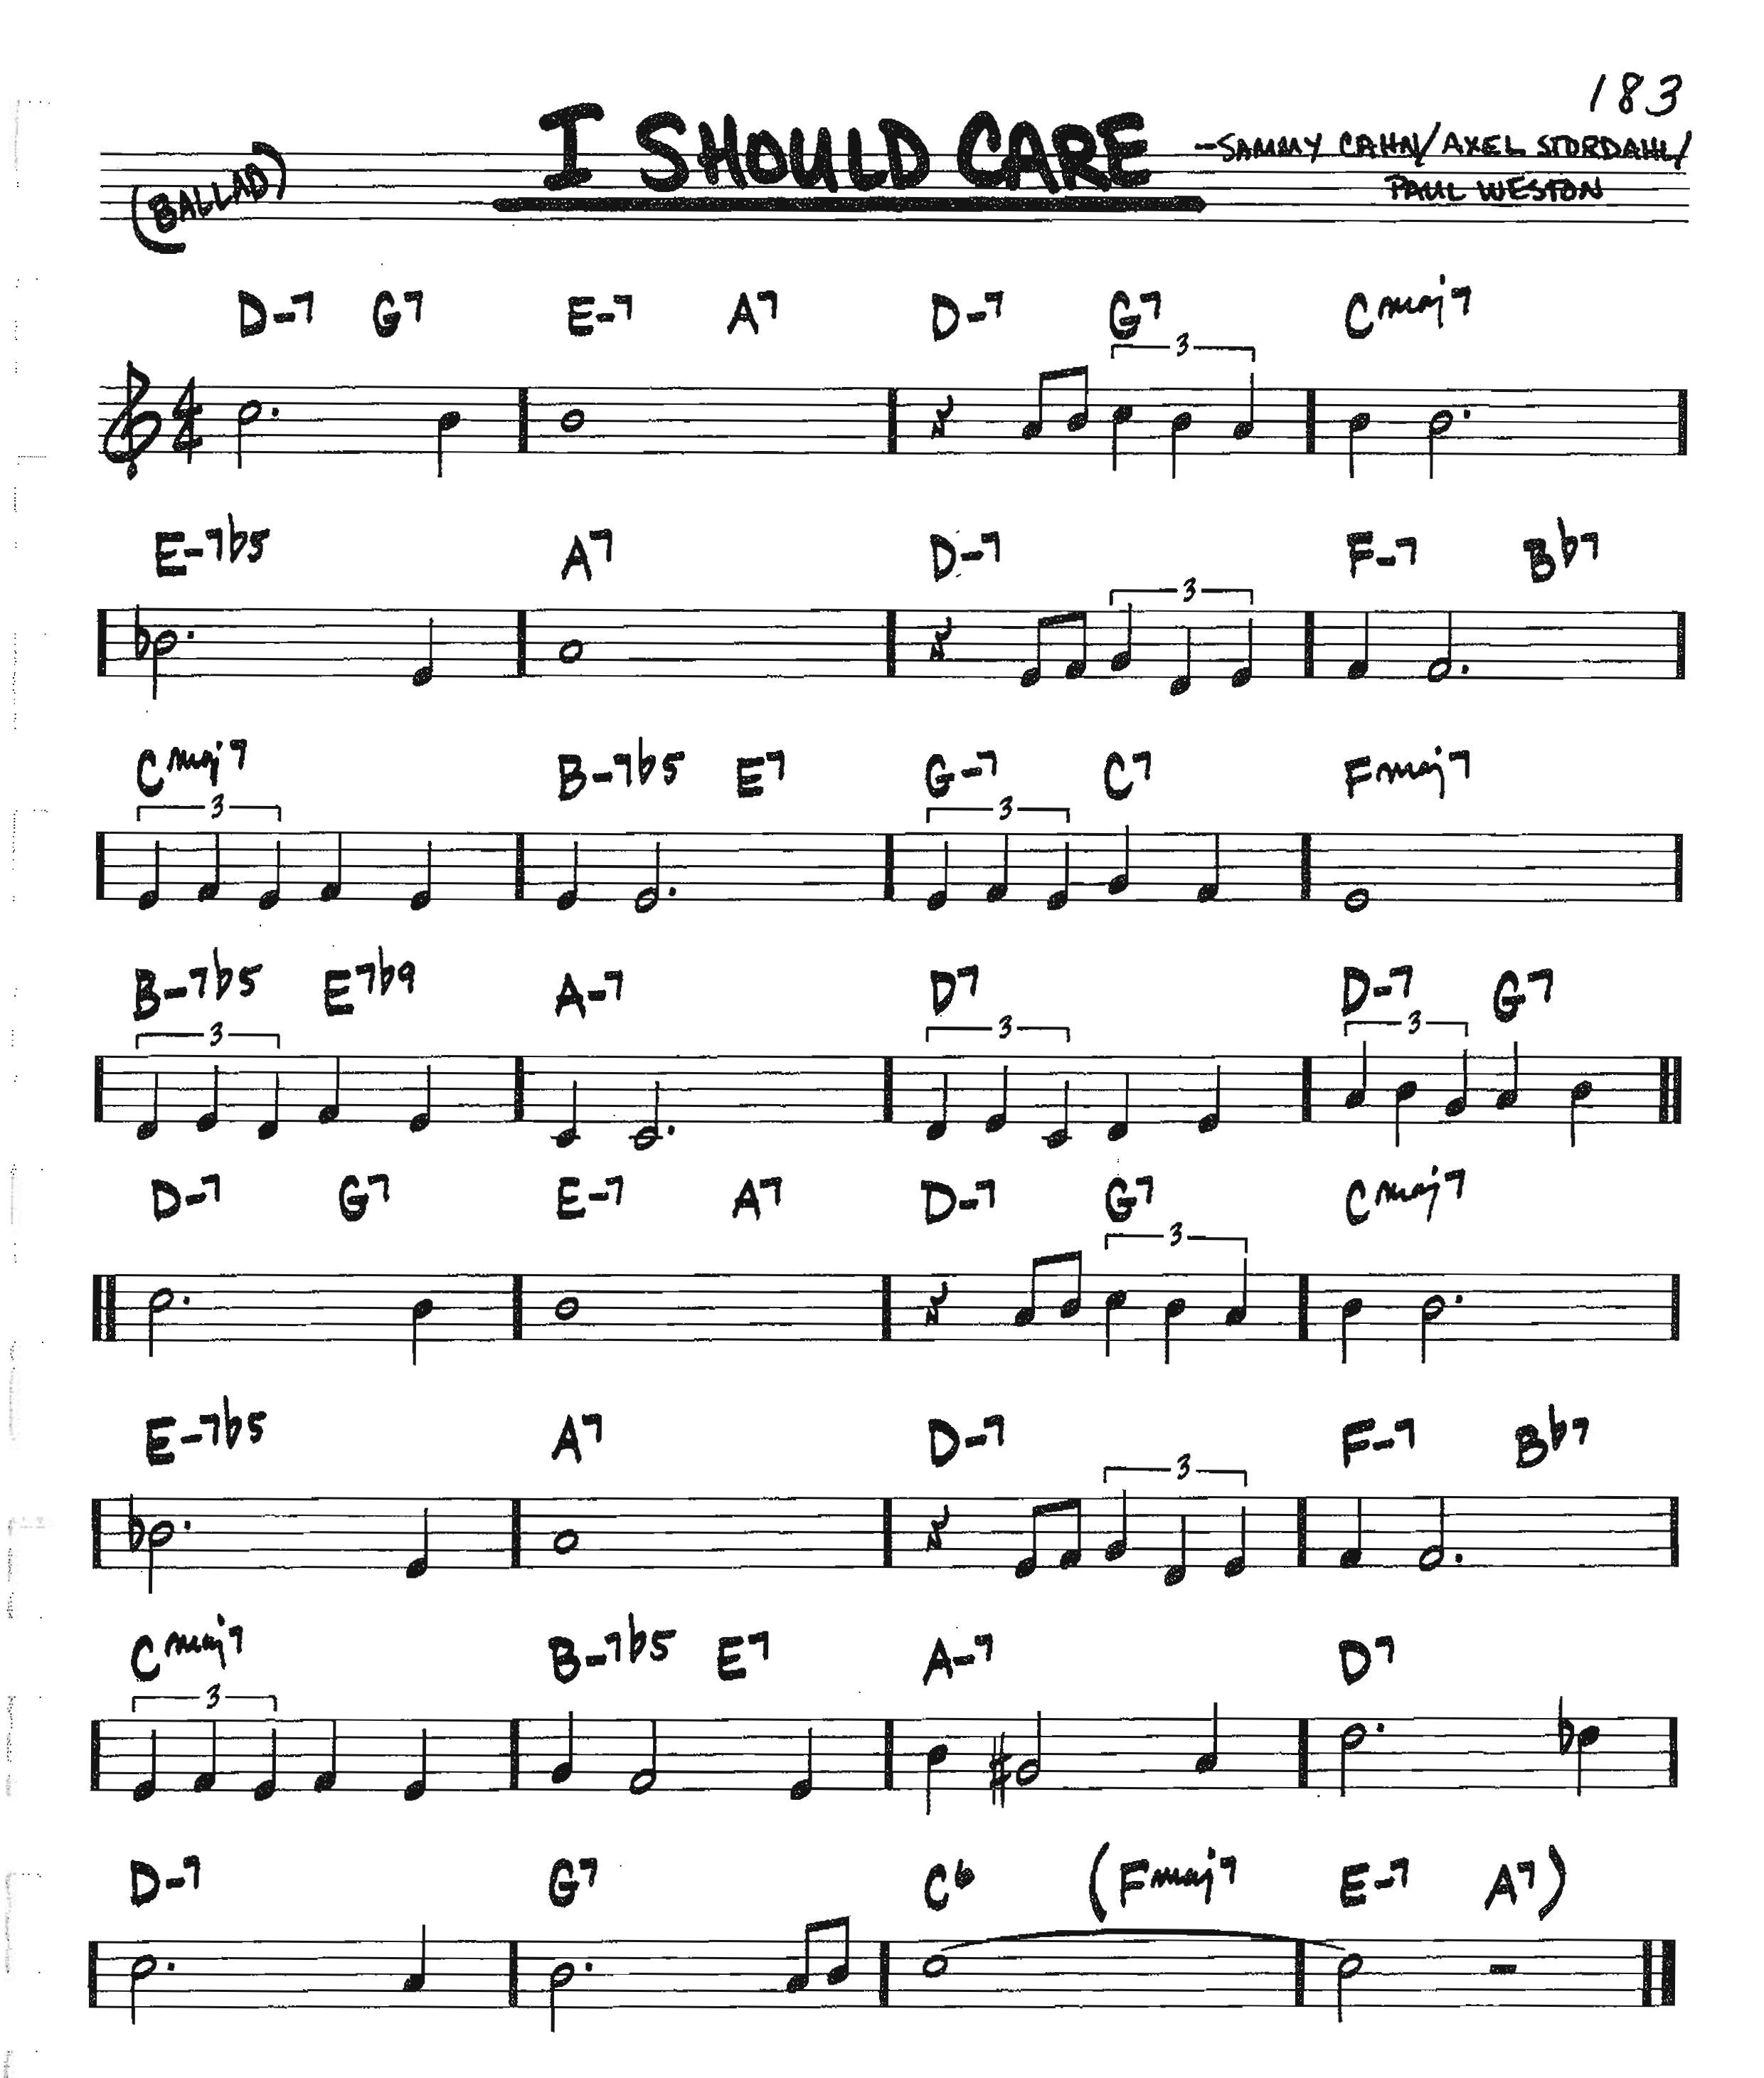 183
I SHOULD CARE
-SAMMY CAHN/AXEL STORDAHL/
PAUL WESTON
(BALLAD)
D-7 G7 E-7 A7 D-7 G7 Cmaj7
3
4
4
E-7b5 A7 D-7 F-7 Bb7
3
Cmaj7 B-7b5 E7 G-7 C7 Fmaj7
3 3
B-7b5 E7b9 A-7 D7 D-7 G7
3 3 3
D-7 G7 E-7 A7 D-7 G7 Cmaj7
3
E-7b5 A7 D-7 F-7 Bb7
3
Cmaj7 B-7b5 E7 A-7 D7
3
D-7 G7 C6 (Fmaj7 E-7 A7)